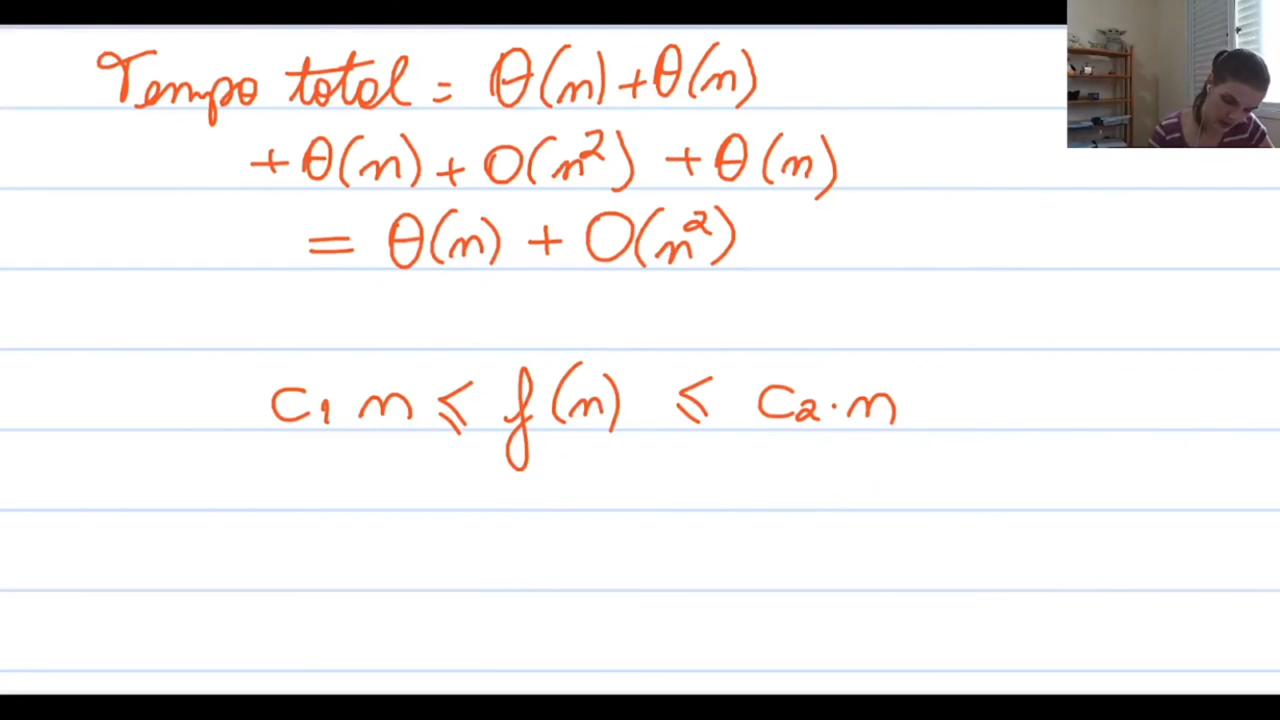 Tempo total = θ(n) + θ(n)
+ θ(n) + O(n²) + θ(n)
= θ(n) + O(n²)
c₁ n ≤ f(n) ≤ c₂ · n